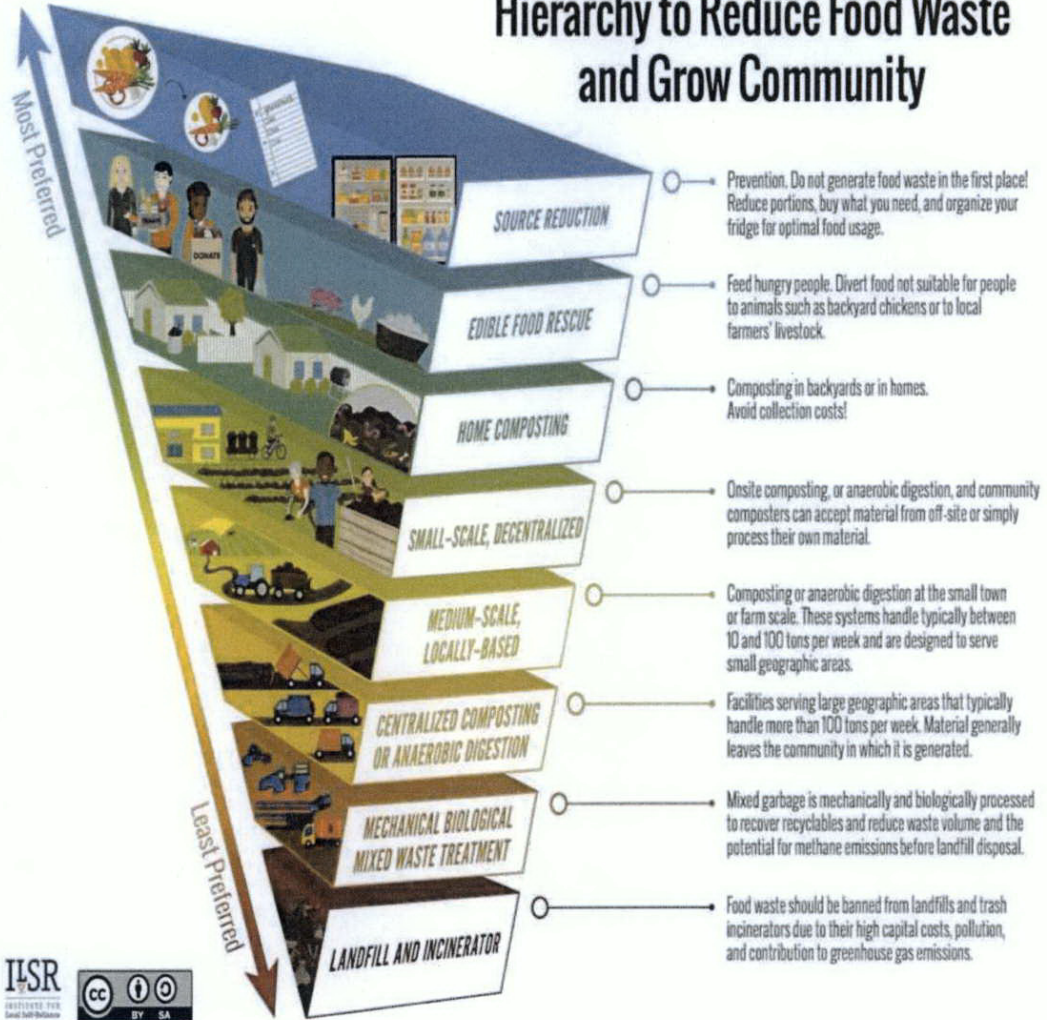 Hierarchy to Reduce Food Waste
and Grow Community
Most Preferred
DONATE
SOURCE REDUCTION
Prevention. Do not generate food waste in the first place!
Reduce portions, buy what you need, and organize your
fridge for optimal food usage.
EDIBLE FOOD RESCUE
Feed hungry people. Divert food not suitable for people
to animals such as backyard chickens or to local
farmers' livestock.
HOME COMPOSTING
Composting in backyards or in homes.
Avoid collection costs!
SMALL-SCALE, DECENTRALIZED
Onsite composting, or anaerobic digestion, and community
composters can accept material from off-site or simply
process their own material.
MEDIUM-SCALE,
LOCALLY-BASED
Composting or anaerobic digestion at the small town
or farm scale. These systems handle typically between
10 and 100 tons per week and are designed to serve
small geographic areas.
CENTRALIZED COMPOSTING
OR ANAEROBIC DIGESTION
Facilities serving large geographic areas that typically
handle more than 100 tons per week. Material generally
leaves the community in which it is generated.
MECHANICAL BIOLOGICAL
MIXED WASTE TREATMENT
Mixed garbage is mechanically and biologically processed
to recover recyclables and reduce waste volume and the
potential for methane emissions before landfill disposal.
Least Preferred
LANDFILL AND INCINERATOR
Food waste should be banned from landfills and trash
incinerators due to their high capital costs, pollution,
and contribution to greenhouse gas emissions.
ILSR
INSTITUTE FOR
Local Self-Reliance
cc
BY SA